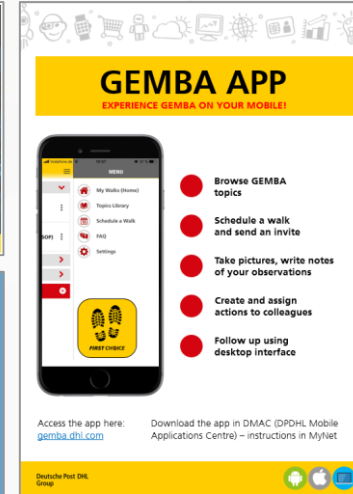 GEMBA APP
EXPERIENCE GEMBA ON YOUR MOBILE!
MENU
My Walks (Home)
Topics Library
Schedule a Walk
SOP)
FAQ
Settings
FIRST CHOICE
Browse GEMBA
topics
Schedule a walk
and send an invite
Take pictures, write notes
of your observations
Create and assign
actions to colleagues
Follow up using
desktop interface
Access the app here:
gemba.dhl.com
Download the app in DMAC (DPDHL Mobile
Applications Centre) – instructions in MyNet
Deutsche Post DHL
Group